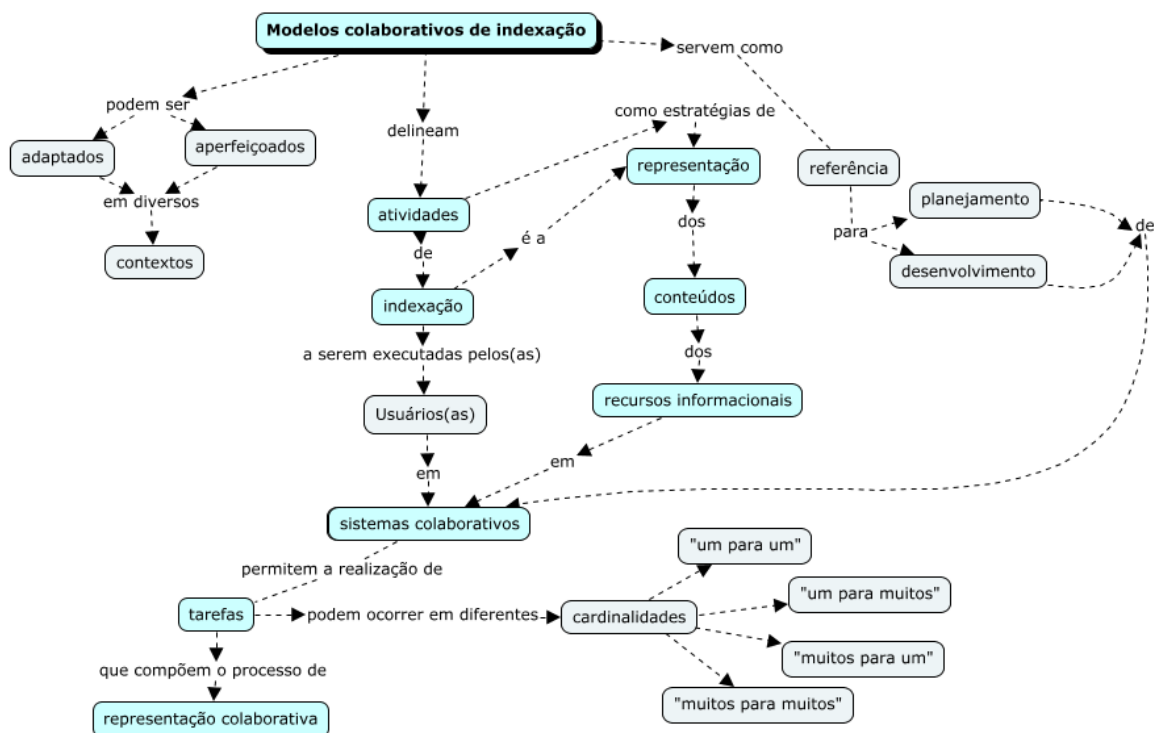 Modelos colaborativos de indexação
servem como
podem ser
como estratégias de
delineam
adaptados
aperfeiçoados
representação
referência
em diversos
atividades
planejamento
contextos
de
é a
dos
para
de
desenvolvimento
indexação
conteúdos
a serem executadas pelos(as)
dos
Usuários(as)
recursos informacionais
em
em
sistemas colaborativos
permitem a realização de
"um para um"
"um para muitos"
tarefas
podem ocorrer em diferentes
cardinalidades
"muitos para um"
que compõem o processo de
"muitos para muitos"
representação colaborativa